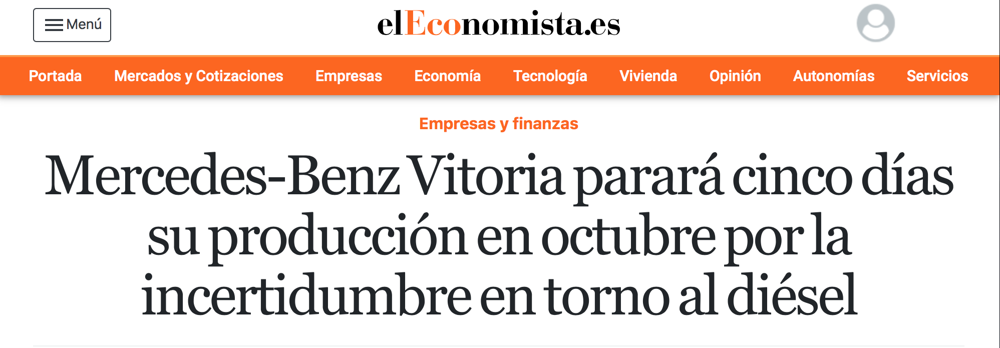 Menú
elEconomista.es
Portada Mercados y Cotizaciones Empresas Economía Tecnología Vivienda Opinión Autonomías Servicios
Empresas y finanzas
Mercedes-Benz Vitoria parará cinco días
su producción en octubre por la
incertidumbre en torno al diésel